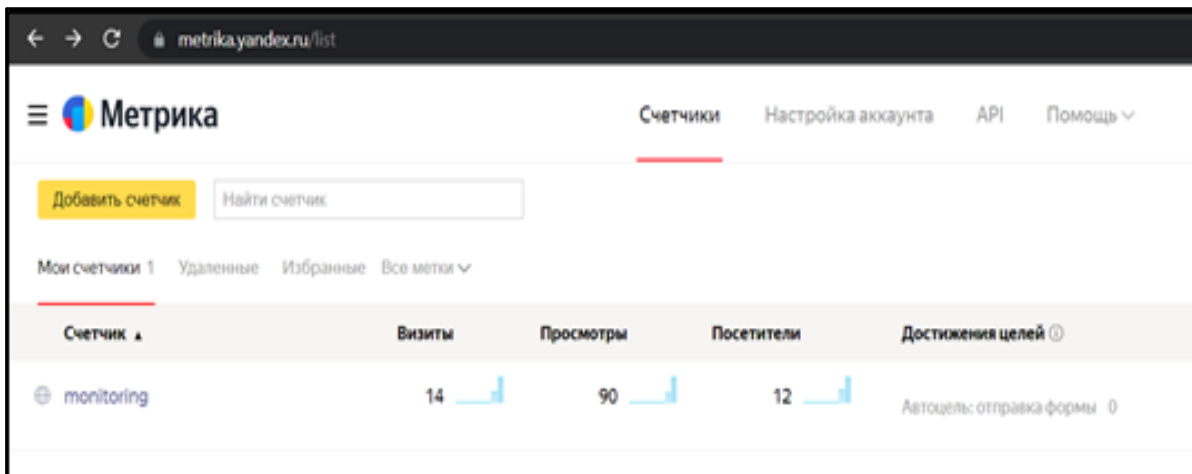 metrika.yandex.ru/list
Метрика Счетчики Настройка аккаунта API Помощь
Добавить счетчик Найти счетчик
Мои счетчики 1 Удаленные Избранные Все метки
Счетчик Визиты Просмотры Посетители Достижения целей
monitoring 14 90 12 Автоцель: отправка формы 0